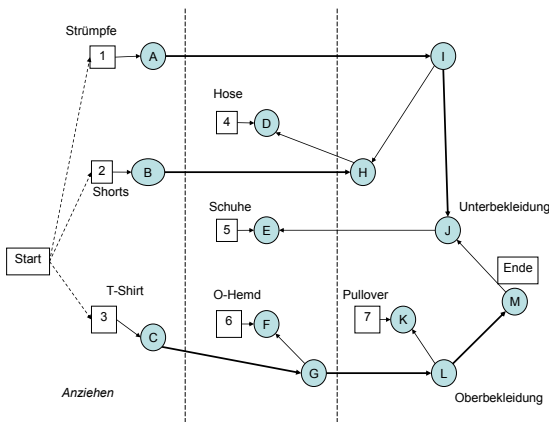 Strümpfe
1
A
I
Hose
4
D
2
B
H
Shorts
Schuhe
Unterbekleidung
5
E
J
Start
Ende
T-Shirt
O-Hemd
Pullover
M
3
6
F
7
K
C
G
L
Anziehen
Oberbekleidung